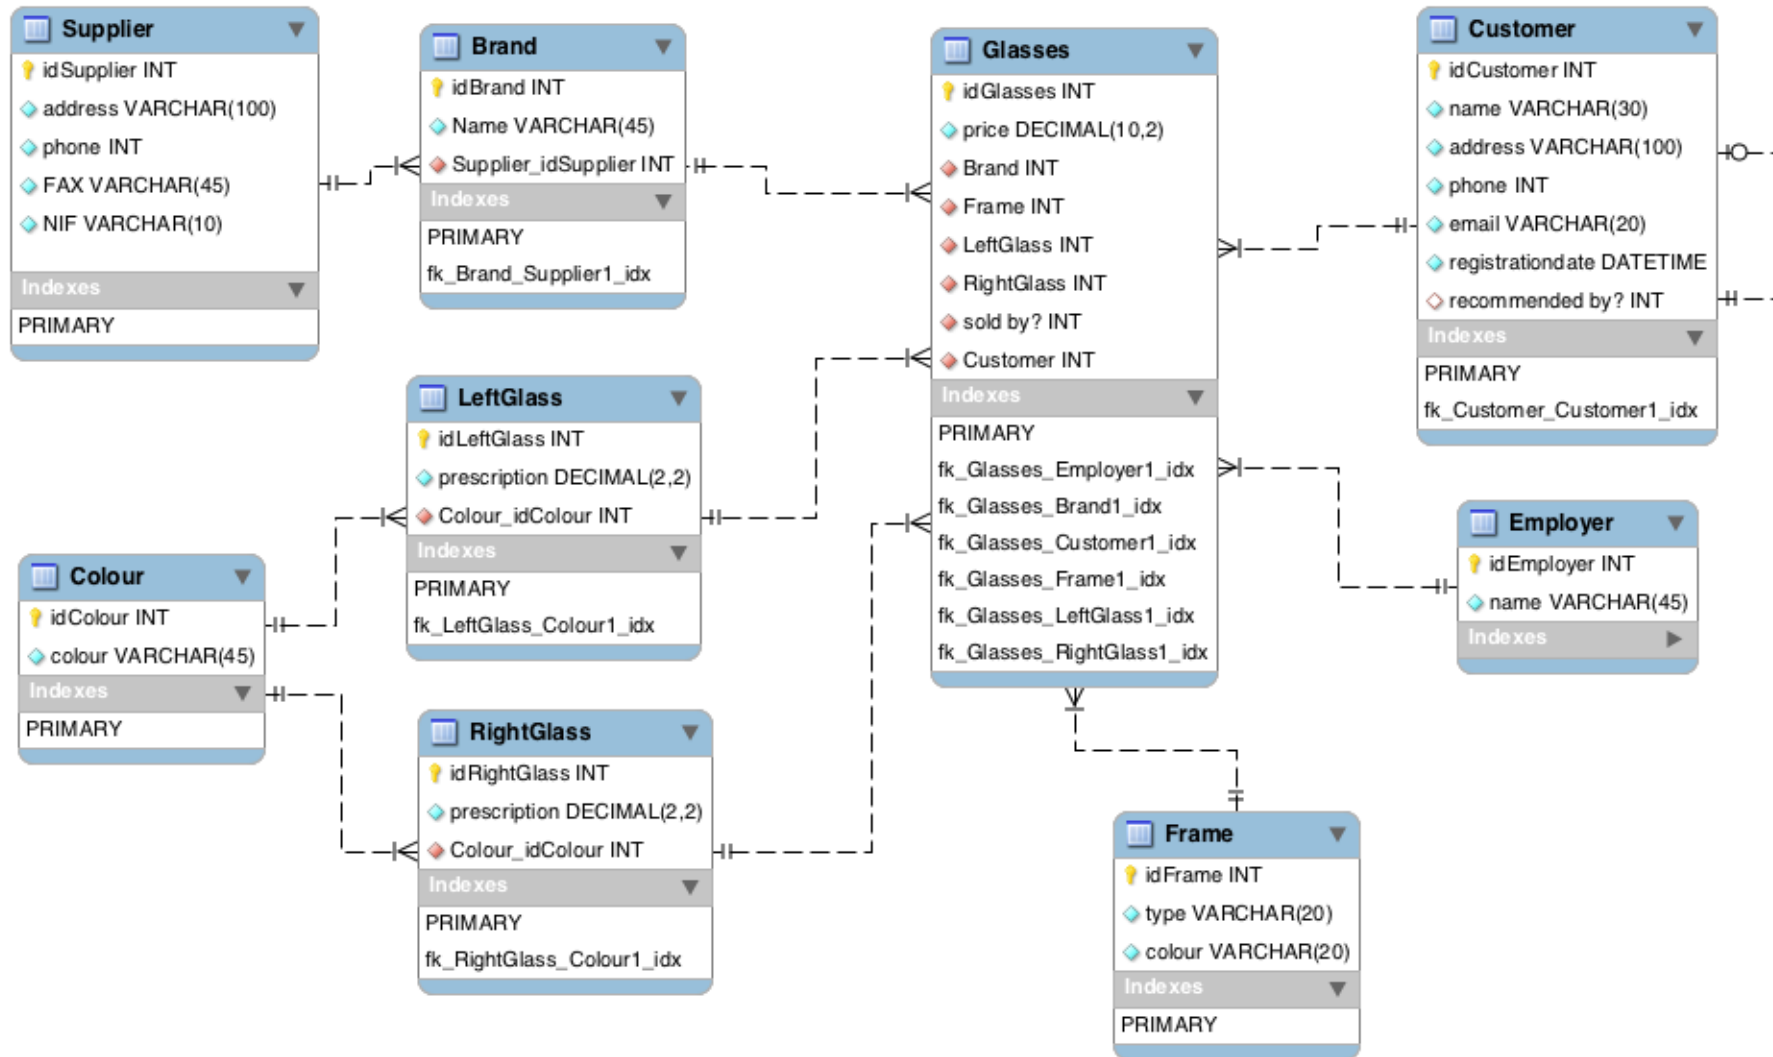 Supplier
idSupplier INT
address VARCHAR(100)
phone INT
FAX VARCHAR(45)
NIF VARCHAR(10)
Indexes
PRIMARY
Brand
idBrand INT
Name VARCHAR(45)
Supplier_idSupplier INT
Indexes
PRIMARY
fk_Brand_Supplier1_idx
Glasses
idGlasses INT
price DECIMAL(10,2)
Brand INT
Frame INT
LeftGlass INT
RightGlass INT
sold by? INT
Customer INT
Indexes
PRIMARY
fk_Glasses_Employer1_idx
fk_Glasses_Brand1_idx
fk_Glasses_Customer1_idx
fk_Glasses_Frame1_idx
fk_Glasses_LeftGlass1_idx
fk_Glasses_RightGlass1_idx
Customer
idCustomer INT
name VARCHAR(30)
address VARCHAR(100)
phone INT
email VARCHAR(20)
registrationdate DATETIME
recommended by? INT
Indexes
PRIMARY
fk_Customer_Customer1_idx
LeftGlass
idLeftGlass INT
prescription DECIMAL(2,2)
Colour_idColour INT
Indexes
PRIMARY
fk_LeftGlass_Colour1_idx
Colour
idColour INT
colour VARCHAR(45)
Indexes
PRIMARY
RightGlass
idRightGlass INT
prescription DECIMAL(2,2)
Colour_idColour INT
Indexes
PRIMARY
fk_RightGlass_Colour1_idx
Employer
idEmployer INT
name VARCHAR(45)
Indexes
Frame
idFrame INT
type VARCHAR(20)
colour VARCHAR(20)
Indexes
PRIMARY